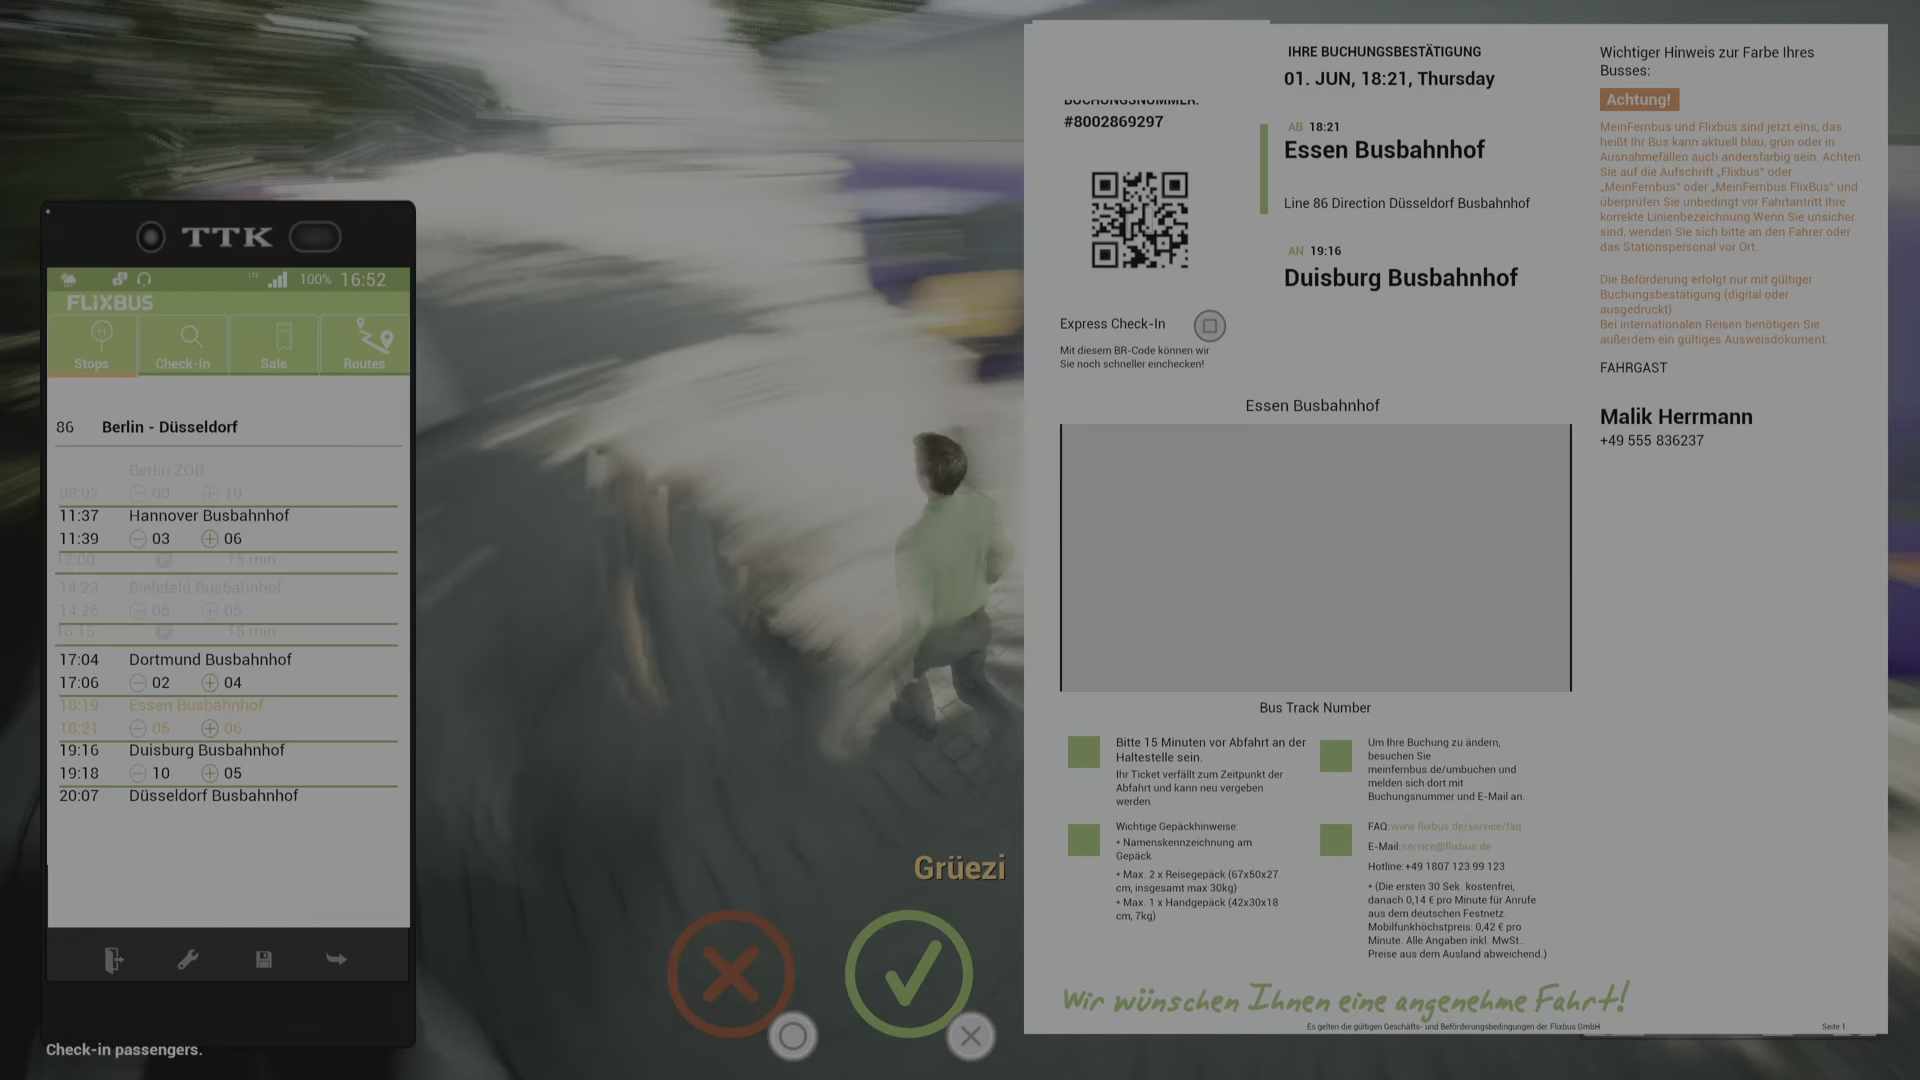 TTK
LTE 100% 16:52
FLiXBUS
Stops Check-In Sale Routes
86 Berlin - Düsseldorf
Berlin ZOB
08:02 00 10
11:37 Hannover Busbahnhof
11:39 03 06
12:00 P 15 min
14:23 Bielefeld Busbahnhof
14:25 05 05
16:15 P 15 min
17:04 Dortmund Busbahnhof
17:06 02 04
18:19 Essen Busbahnhof
18:21 05 06
19:16 Duisburg Busbahnhof
19:18 10 05
20:07 Düsseldorf Busbahnhof
Check-in passengers.
Grüezi
BUCHUNGSNUMMER:
#8002869297
Express Check-In
Mit diesem BR-Code können wir
Sie noch schneller einchecken!
IHRE BUCHUNGSBESTÄTIGUNG
01. JUN, 18:21, Thursday
AB 18:21
Essen Busbahnhof
Line 86 Direction Düsseldorf Busbahnhof
AN 19:16
Duisburg Busbahnhof
Essen Busbahnhof
Bus Track Number
Bitte 15 Minuten vor Abfahrt an der
Haltestelle sein.
Ihr Ticket verfällt zum Zeitpunkt der
Abfahrt und kann neu vergeben
werden.
Wichtige Gepäckhinweise:
* Namenskennzeichnung am
Gepäck
* Max. 2 x Reisegepäck (67x50x27
cm, insgesamt max 30kg)
* Max. 1 x Handgepäck (42x30x18
cm, 7kg)
Um Ihre Buchung zu ändern,
besuchen Sie
meinfernbus.de/umbuchen und
melden sich dort mit
Buchungsnummer und E-Mail an.
FAQ: www.flixbus.de/service/faq
E-Mail: service@flixbus.de
Hotline: +49 1807 123 99 123
* (Die ersten 30 Sek. kostenfrei,
danach 0,14 € pro Minute für Anrufe
aus dem deutschen Festnetz.
Mobilfunkhöchstpreis: 0,42 € pro
Minute. Alle Angaben inkl. MwSt..
Preise aus dem Ausland abweichend.)
Wichtiger Hinweis zur Farbe Ihres
Busses:
Achtung!
MeinFernbus und Flixbus sind jetzt eins, das
heißt Ihr Bus kann aktuell blau, grün oder in
Ausnahmefällen auch andersfarbig sein. Achten
Sie auf die Aufschrift „Flixbus“ oder
„MeinFernbus“ oder „MeinFernbus FlixBus“ und
überprüfen Sie unbedingt vor Fahrtantritt Ihre
korrekte Linienbezeichnung.Wenn Sie unsicher
sind, wenden Sie sich bitte an den Fahrer oder
das Stationspersonal vor Ort.
Die Beförderung erfolgt nur mit gültiger
Buchungsbestätigung (digital oder
ausgedruckt).
Bei internationalen Reisen benötigen Sie
außerdem ein gültiges Ausweisdokument.
FAHRGAST
Malik Herrmann
+49 555 836237
Wir wünschen Ihnen eine angenehme Fahrt!
Es gelten die gültigen Geschäfts- und Beförderungsbedingungen der Flixbus GmbH
Seite 1